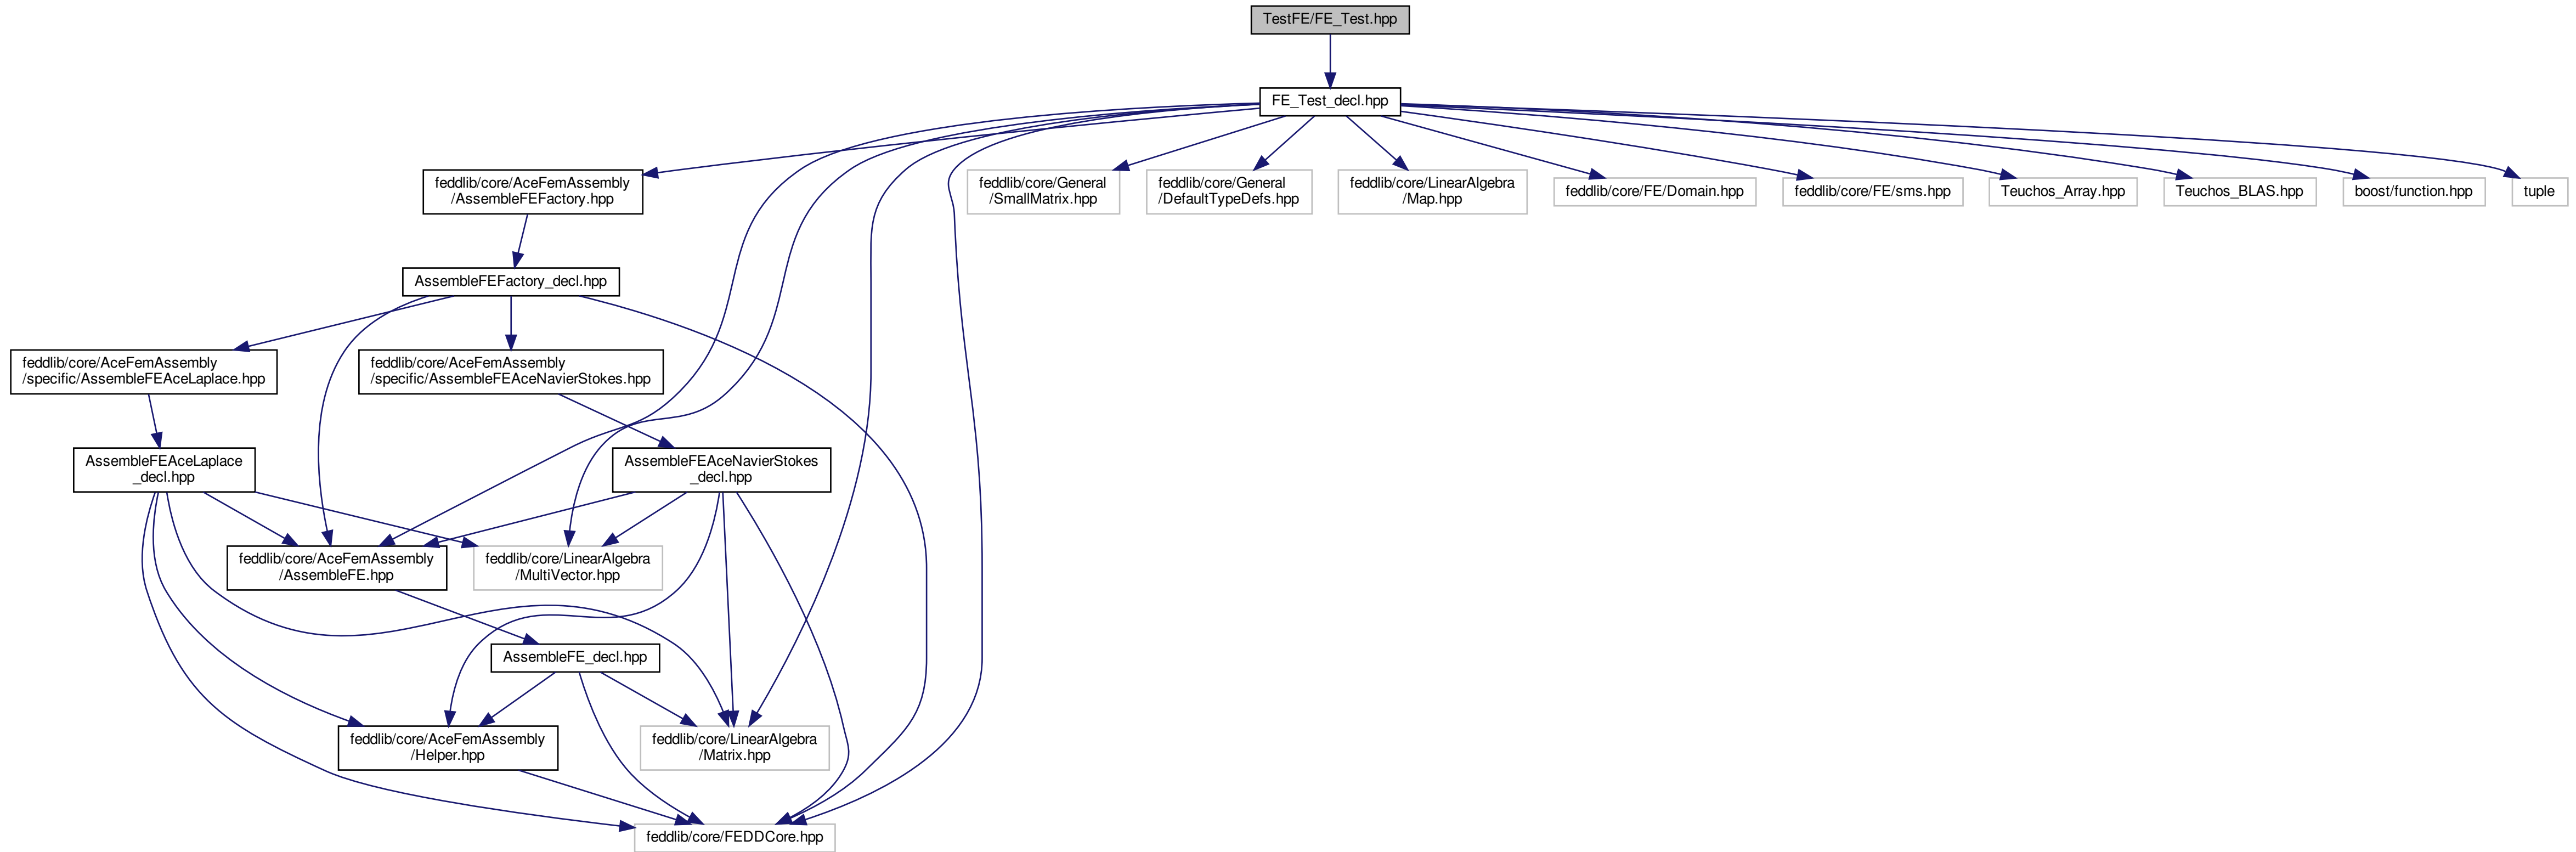 TestFE/FE_Test.hpp
FE_Test_decl.hpp
feddlib/core/AceFemAssembly
/AssembleFEFactory.hpp
feddlib/core/General
/SmallMatrix.hpp
feddlib/core/General
/DefaultTypeDefs.hpp
feddlib/core/LinearAlgebra
/Map.hpp
feddlib/core/FE/Domain.hpp
feddlib/core/FE/sms.hpp
Teuchos_Array.hpp
Teuchos_BLAS.hpp
boost/function.hpp
tuple
AssembleFEFactory_decl.hpp
feddlib/core/AceFemAssembly
/specific/AssembleFEAceLaplace.hpp
feddlib/core/AceFemAssembly
/specific/AssembleFEAceNavierStokes.hpp
AssembleFEAceLaplace
_decl.hpp
AssembleFEAceNavierStokes
_decl.hpp
feddlib/core/AceFemAssembly
/AssembleFE.hpp
feddlib/core/LinearAlgebra
/MultiVector.hpp
AssembleFE_decl.hpp
feddlib/core/AceFemAssembly
/Helper.hpp
feddlib/core/LinearAlgebra
/Matrix.hpp
feddlib/core/FEDDCore.hpp